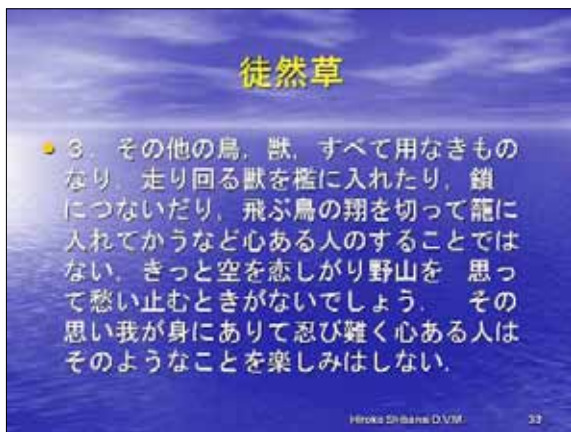 徒然草
• 3．その他の鳥，獣，すべて用なきもの
なり．走り回る獣を檻に入れたり，鎖
につないだり，飛ぶ鳥の翔を切って籠に
入れてかうなど心ある人のすることでは
ない．きっと空を恋しがり野山を　思っ
て愁い止むときがないでしょう．　その
思い我が身にありて忍び難く心ある人は
そのようなことを楽しみはしない．
Hiroko Shibanai D.V.M. 33